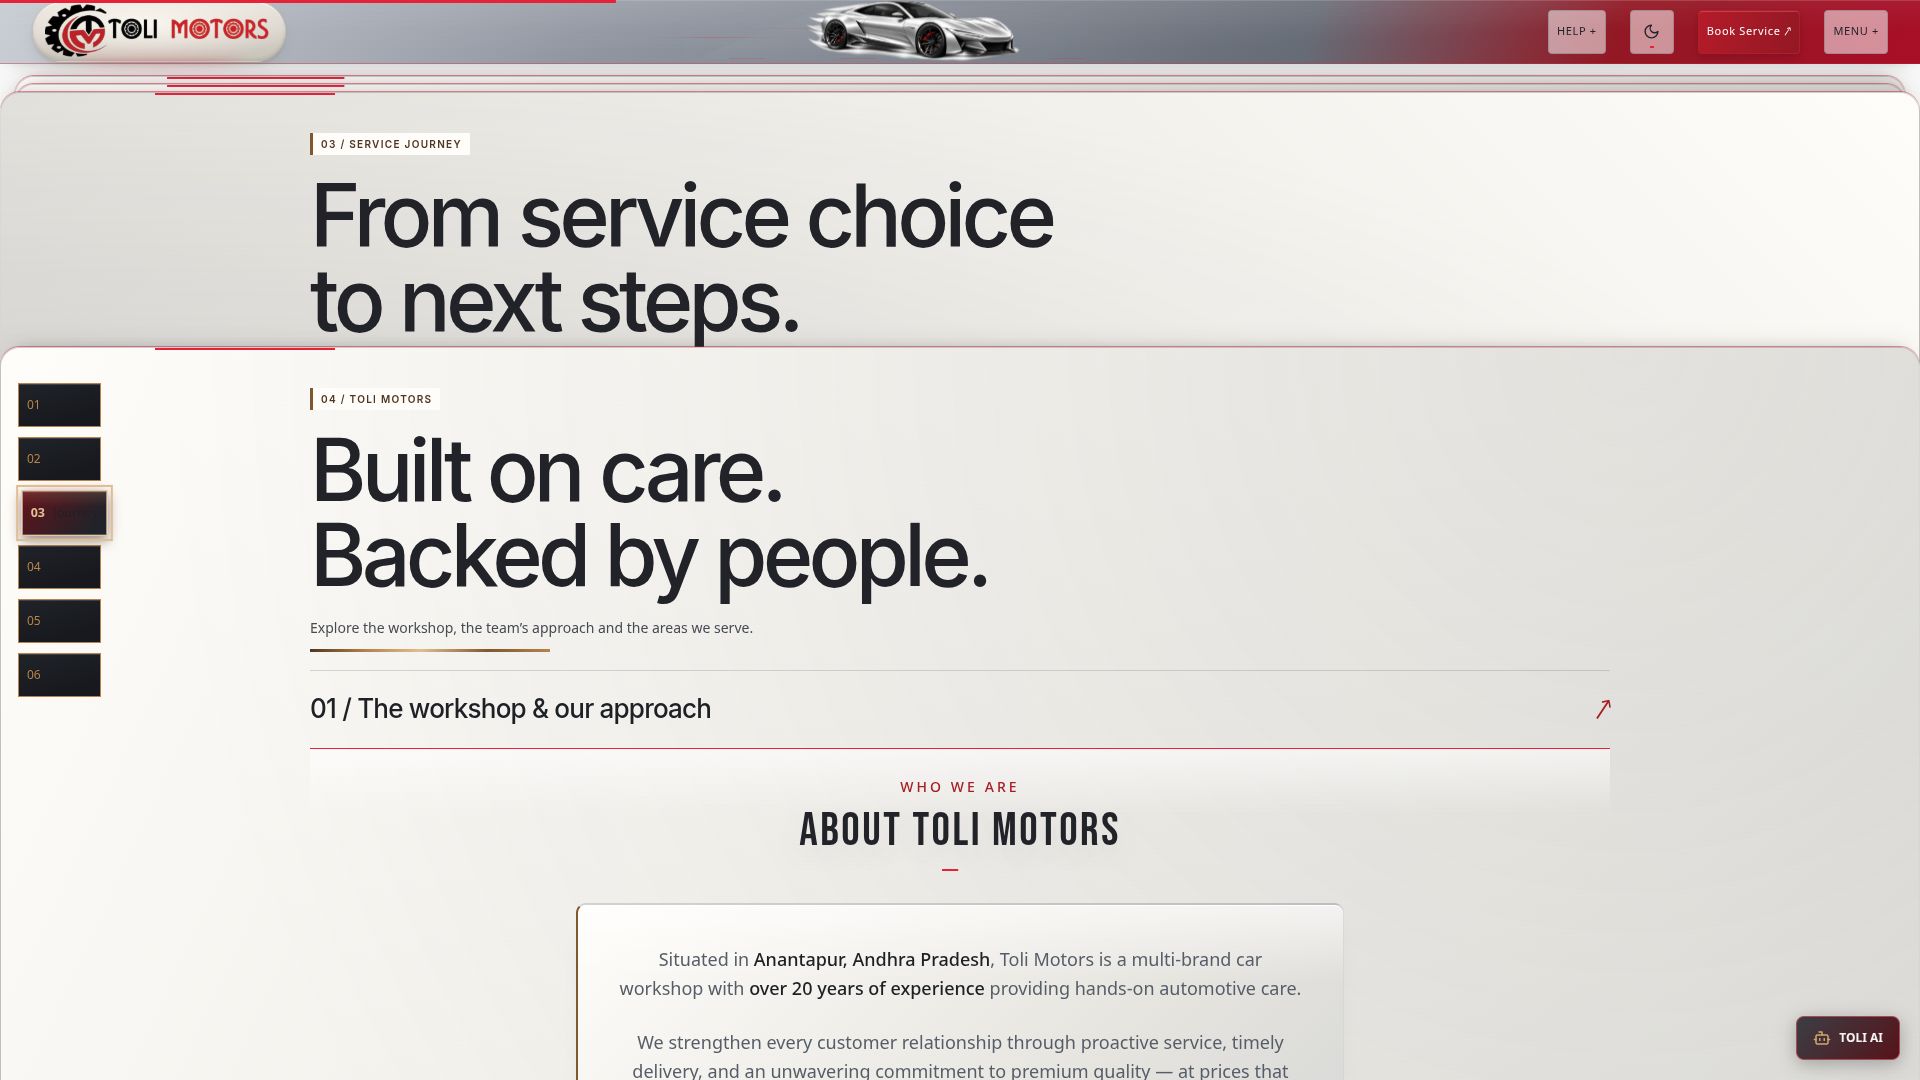 TOLI MOTORS
HELP +
Book Service ↗
MENU +
03 / SERVICE JOURNEY
From service choice
to next steps.
04 / TOLI MOTORS
Built on care.
Backed by people.
Explore the workshop, the team’s approach and the areas we serve.
01 / The workshop & our approach
↗
01
02
03
04
05
06
WHO WE ARE
ABOUT TOLI MOTORS
Situated in Anantapur, Andhra Pradesh, Toli Motors is a multi-brand car
workshop with over 20 years of experience providing hands-on automotive care.
We strengthen every customer relationship through proactive service, timely
delivery, and an unwavering commitment to premium quality — at prices that
TOLI AI